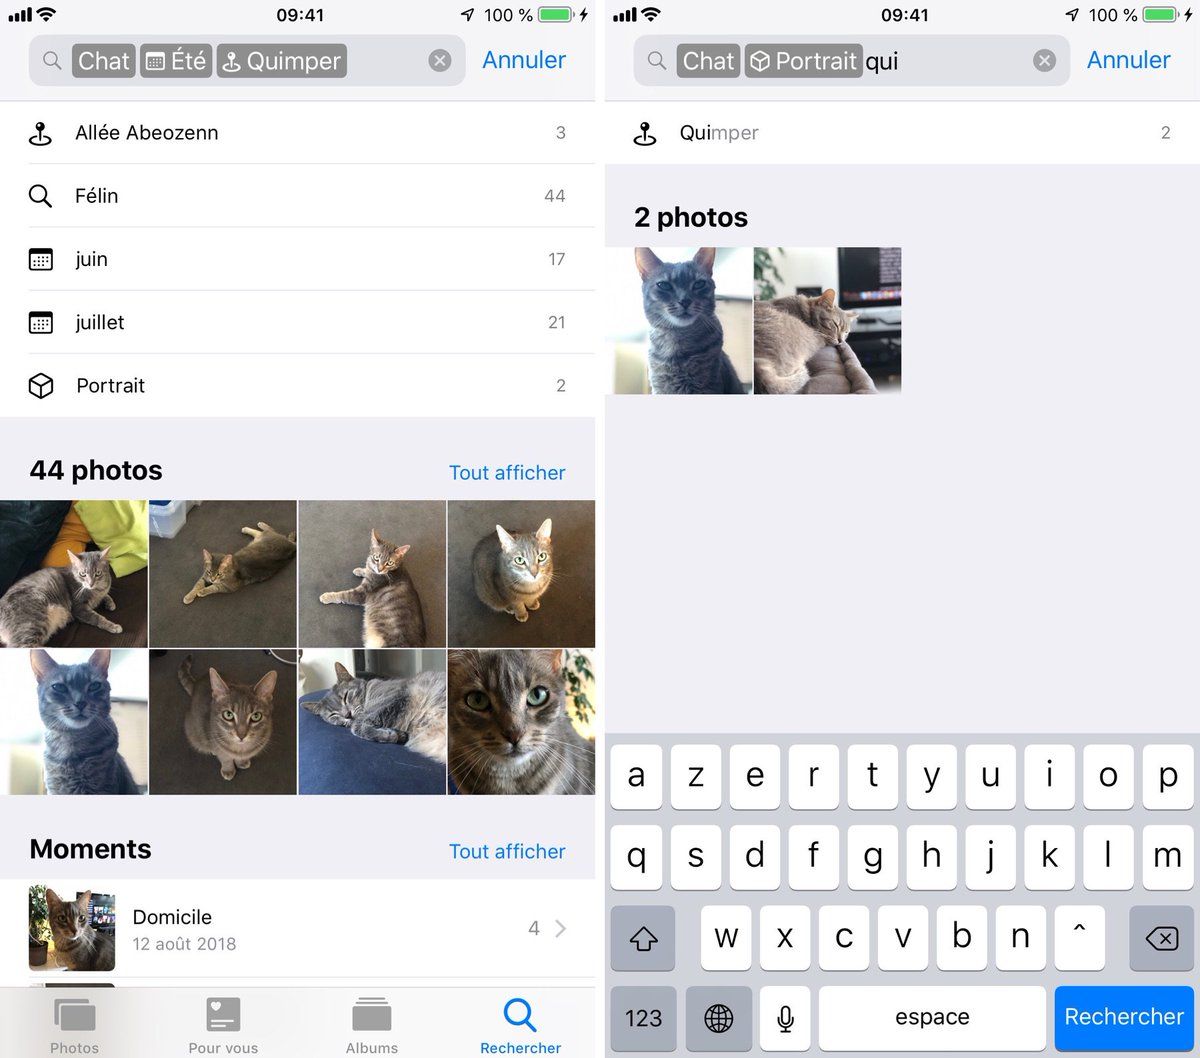 09:41
100 %
Chat Été Quimper
Annuler
Allée Abeozenn
3
Félin
44
juin
17
juillet
21
Portrait
2
44 photos
Tout afficher
Moments
Tout afficher
Domicile
12 août 2018
4
Photos
Pour vous
Albums
Rechercher
09:41
100 %
Chat Portrait qui
Annuler
Quimper
2
2 photos
a z e r t y u i o p
q s d f g h j k l m
w x c v b n ^
123
espace
Rechercher